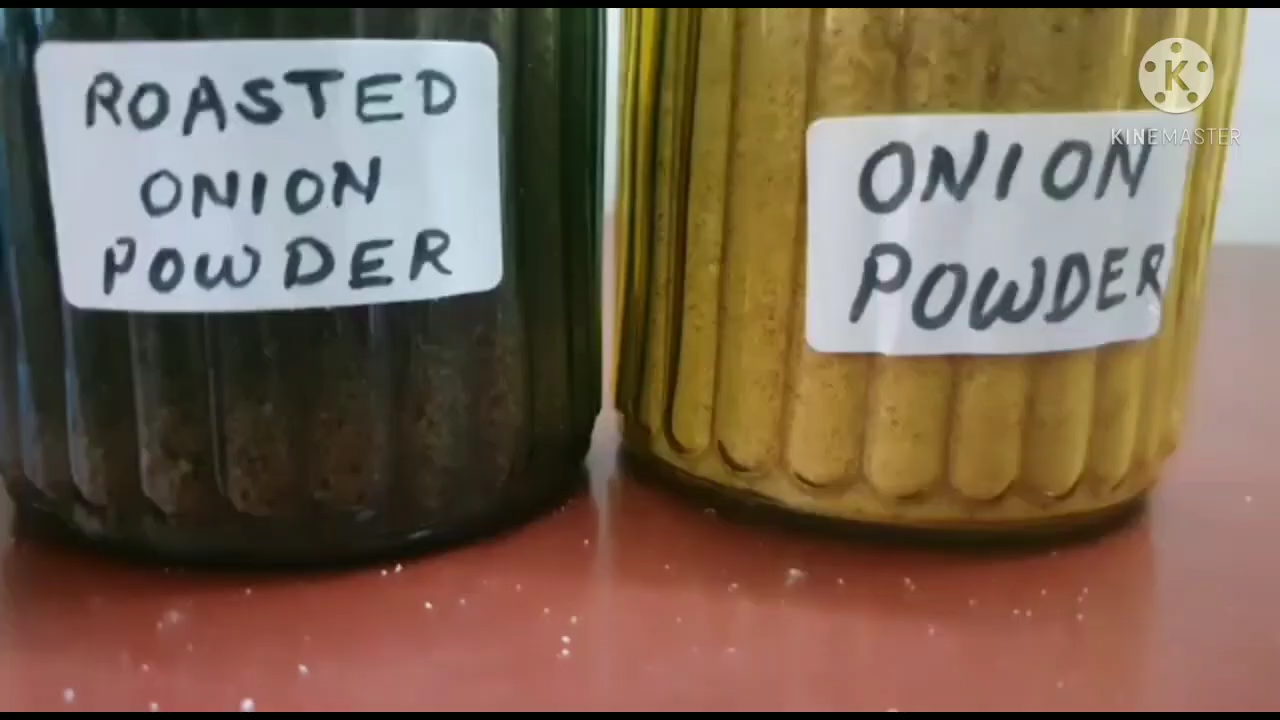 ROASTED
ONION
POWDER
ONION
POWDER
K
KINEMASTER